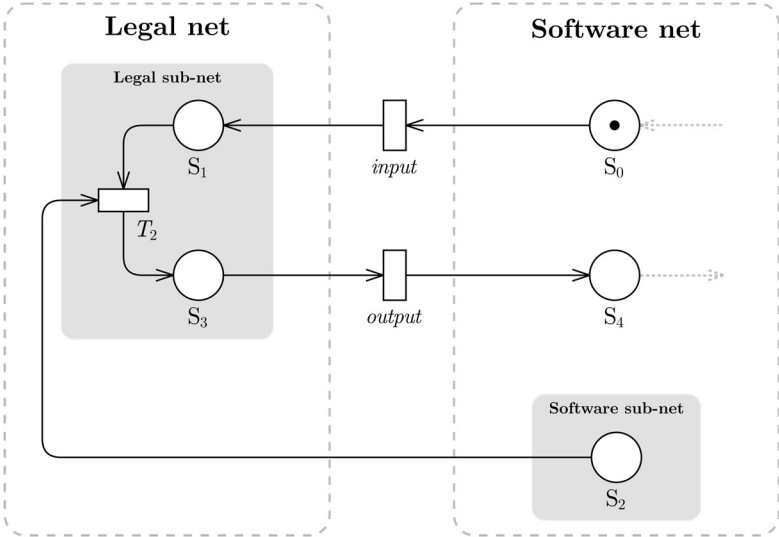 Legal net
Software net
Legal sub-net
S₁
input
S₀
T₂
S₃
output
S₄
Software sub-net
S₂